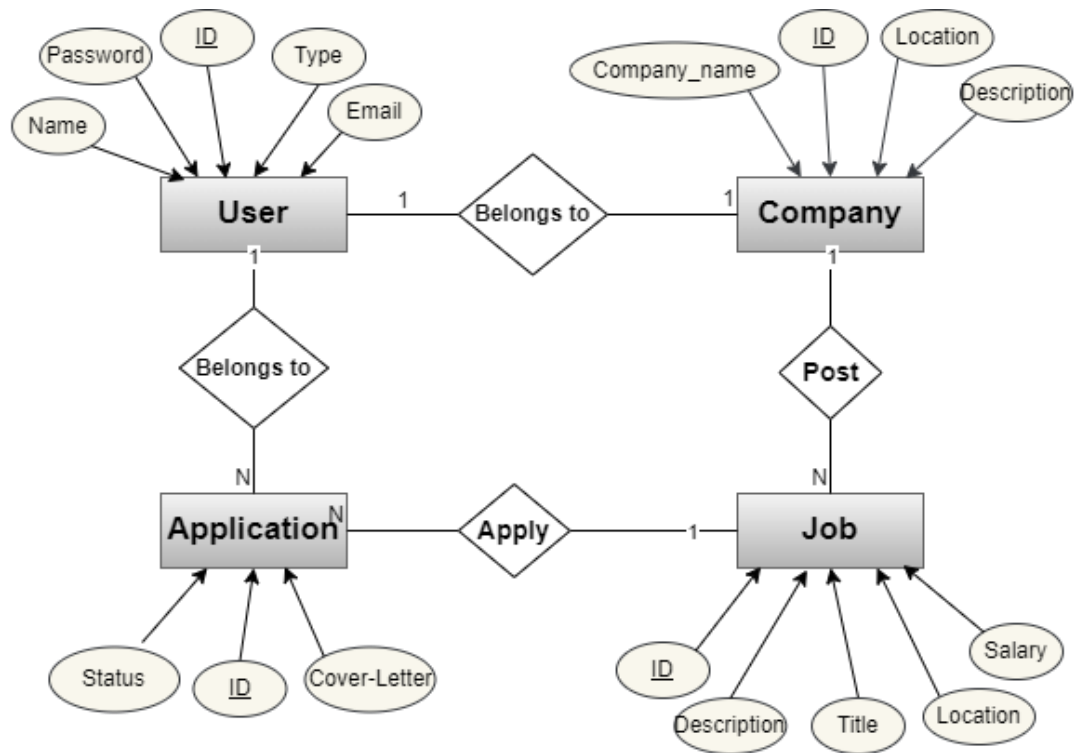 ID
Type
Password
Email
Name
User
1
Belongs to
1
Company
Company_name
ID
Location
Description
1
Belongs to
N
1
Post
N
Application
N
Apply
1
Job
Status
ID
Cover-Letter
ID
Description
Title
Location
Salary